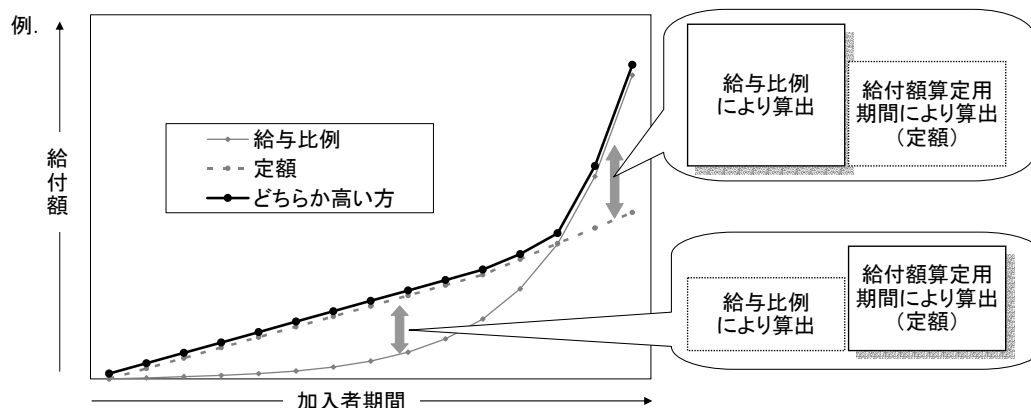 例.
給付額
給与比例
定額
どちらか高い方
加入者期間
給与比例
により算出
給付額算定用
期間により算出
(定額)
給与比例
により算出
給付額算定用
期間により算出
(定額)